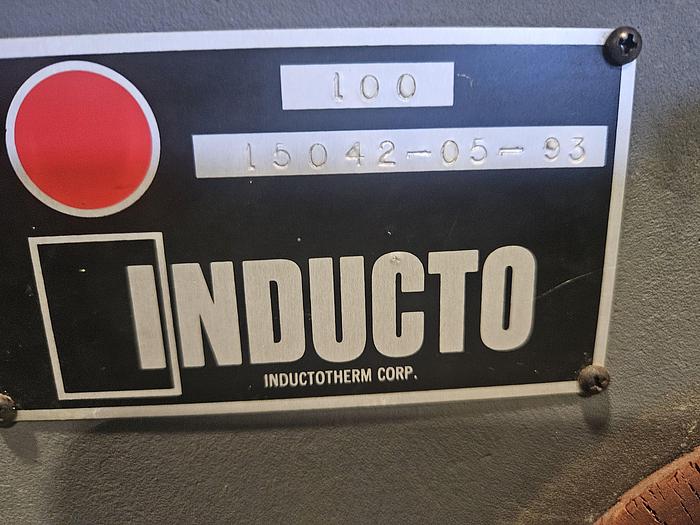 100
15042-05-93
INDUCTO
INDUCTOTHERM CORP.